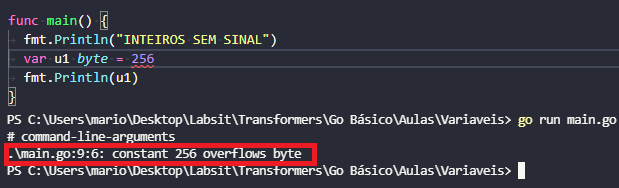 func main() {
fmt.Println("INTEIROS SEM SINAL")
var u1 byte = 256
fmt.Println(u1)
}
PS C:\Users\mario\Desktop\Labsit\Transformers\Go Básico\Aulas\Variaveis> go run main.go
# command-line-arguments
.\main.go:9:6: constant 256 overflows byte
PS C:\Users\mario\Desktop\Labsit\Transformers\Go Básico\Aulas\Variaveis>